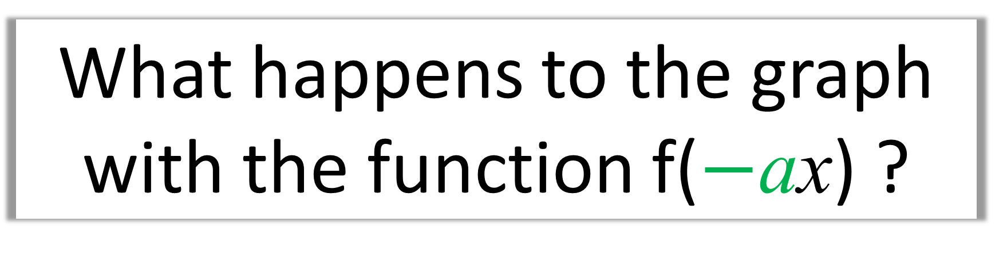 What happens to the graph
with the function f(−ax) ?